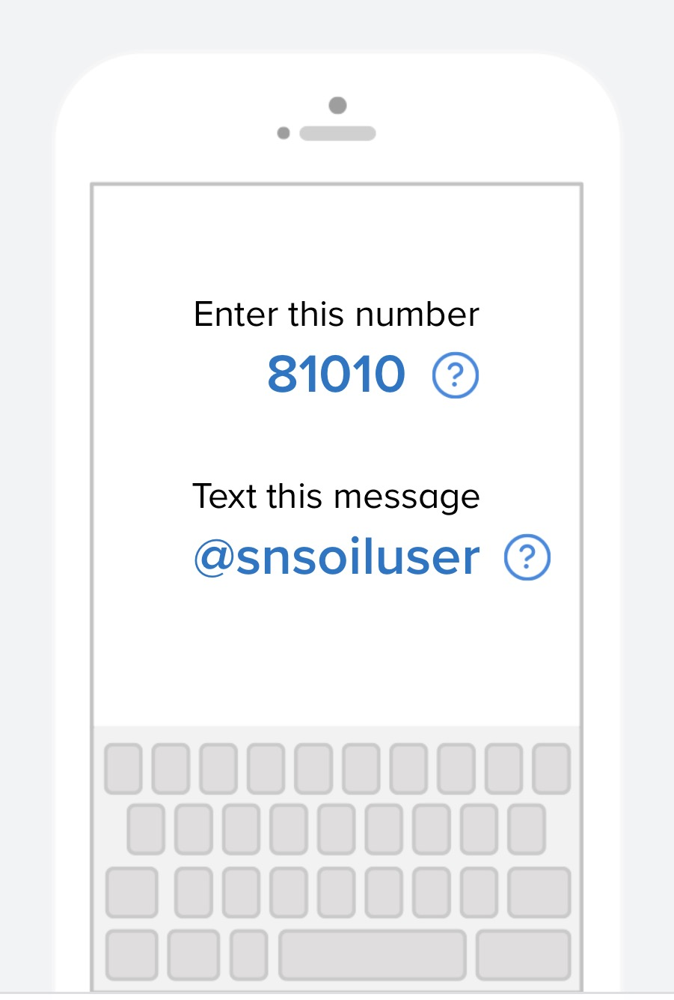 Enter this number
81010 ?
Text this message
@snsoiluser ?